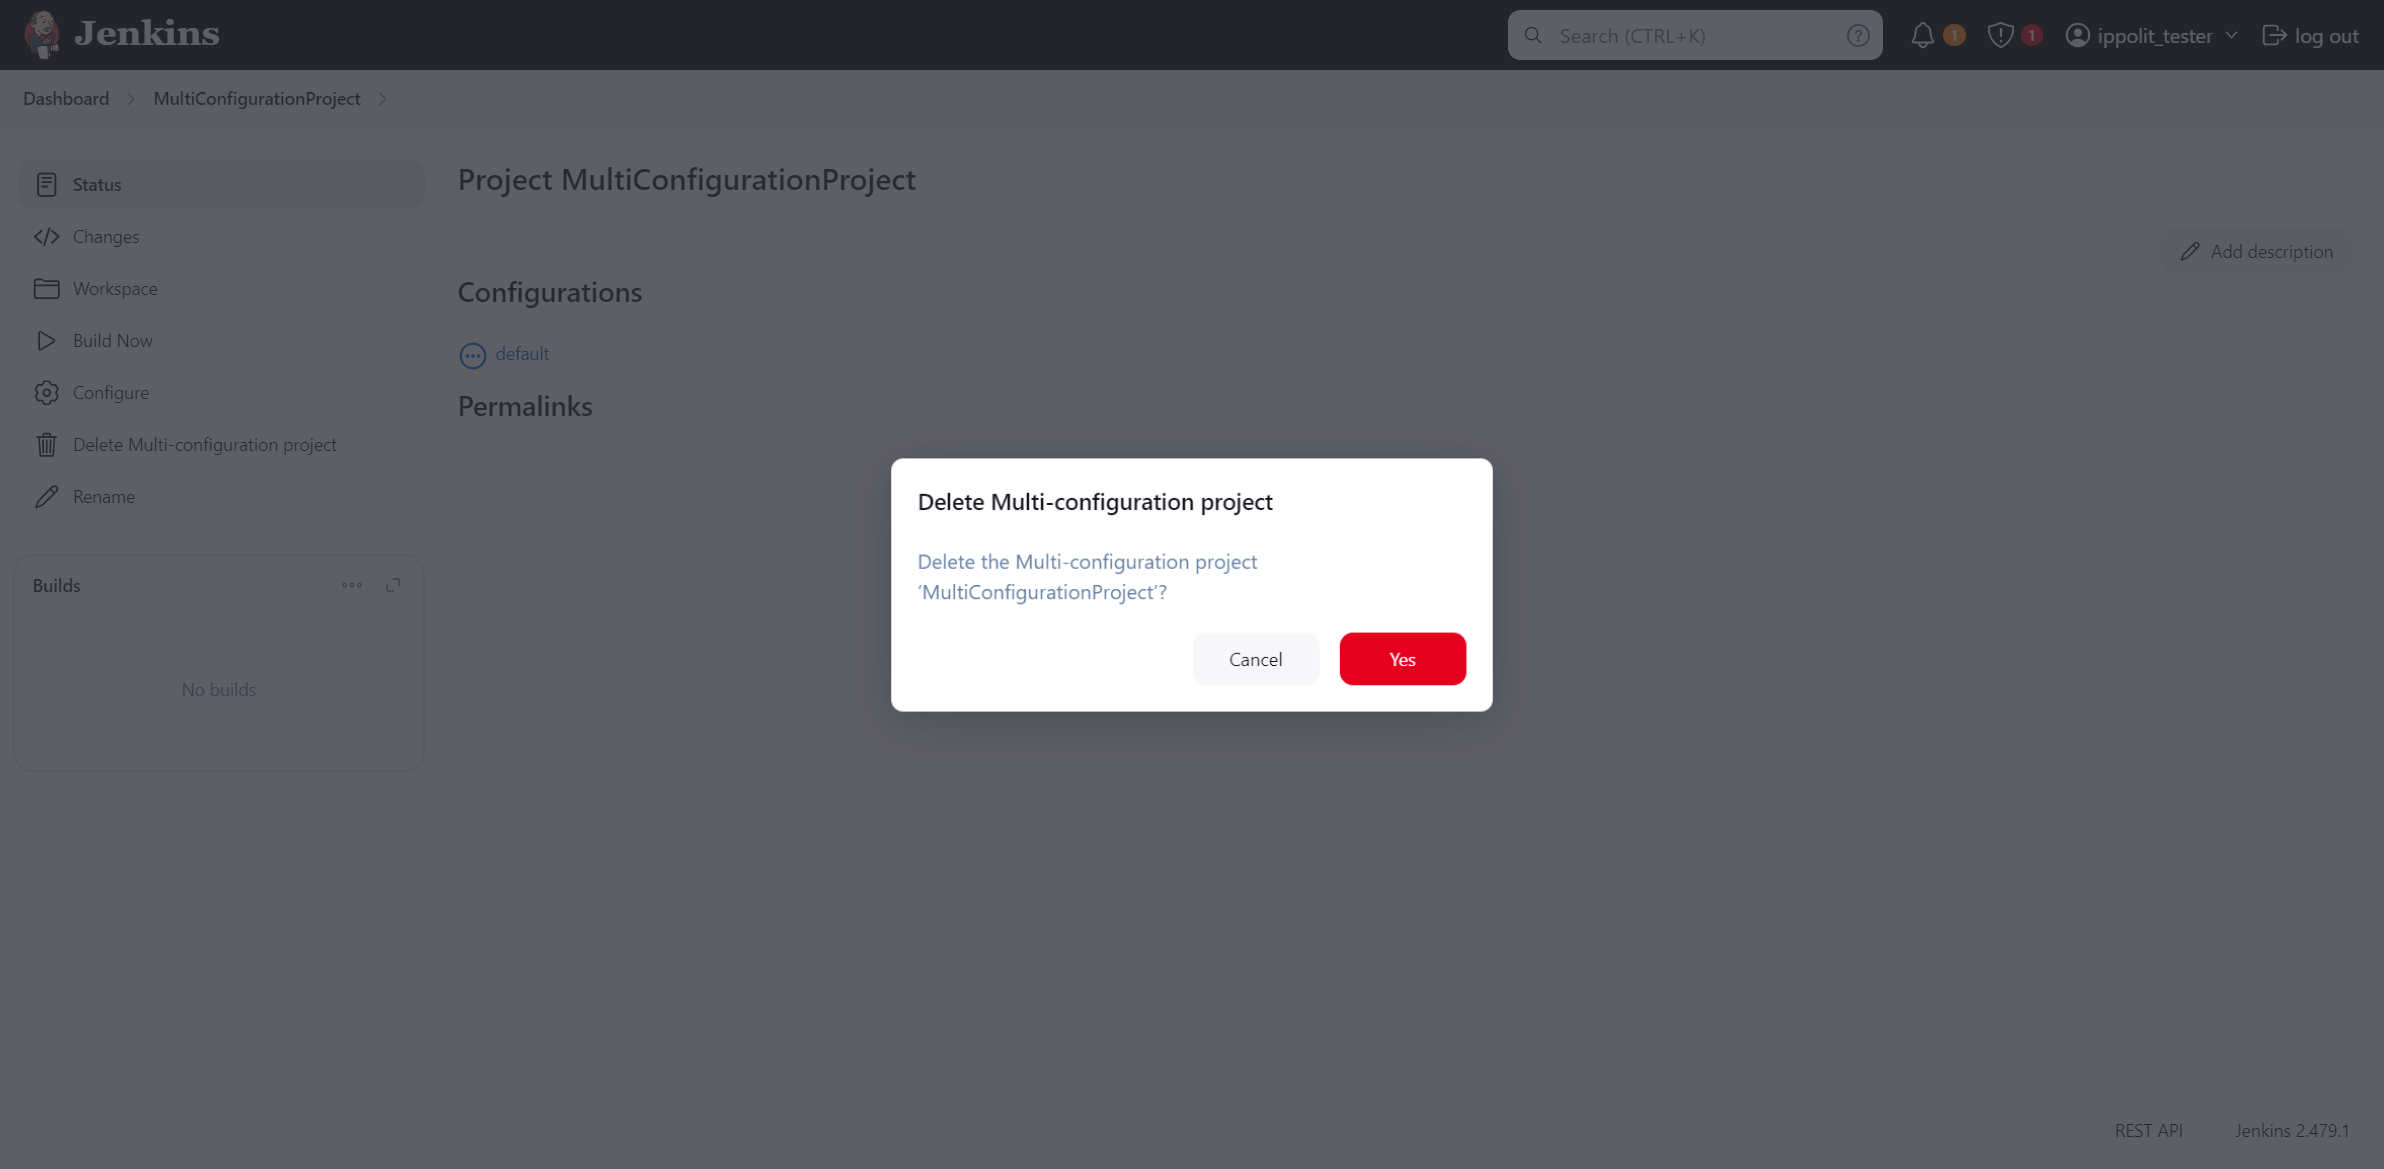 Jenkins
Search (CTRL+K)
?
1
1
ippolit_tester
log out
Dashboard
MultiConfigurationProject
Status
Changes
Workspace
Build Now
Configure
Delete Multi-configuration project
Rename
Builds
No builds
Project MultiConfigurationProject
Add description
Configurations
default
Permalinks
Delete Multi-configuration project
Delete the Multi-configuration project
‘MultiConfigurationProject’?
Cancel
Yes
REST API
Jenkins 2.479.1